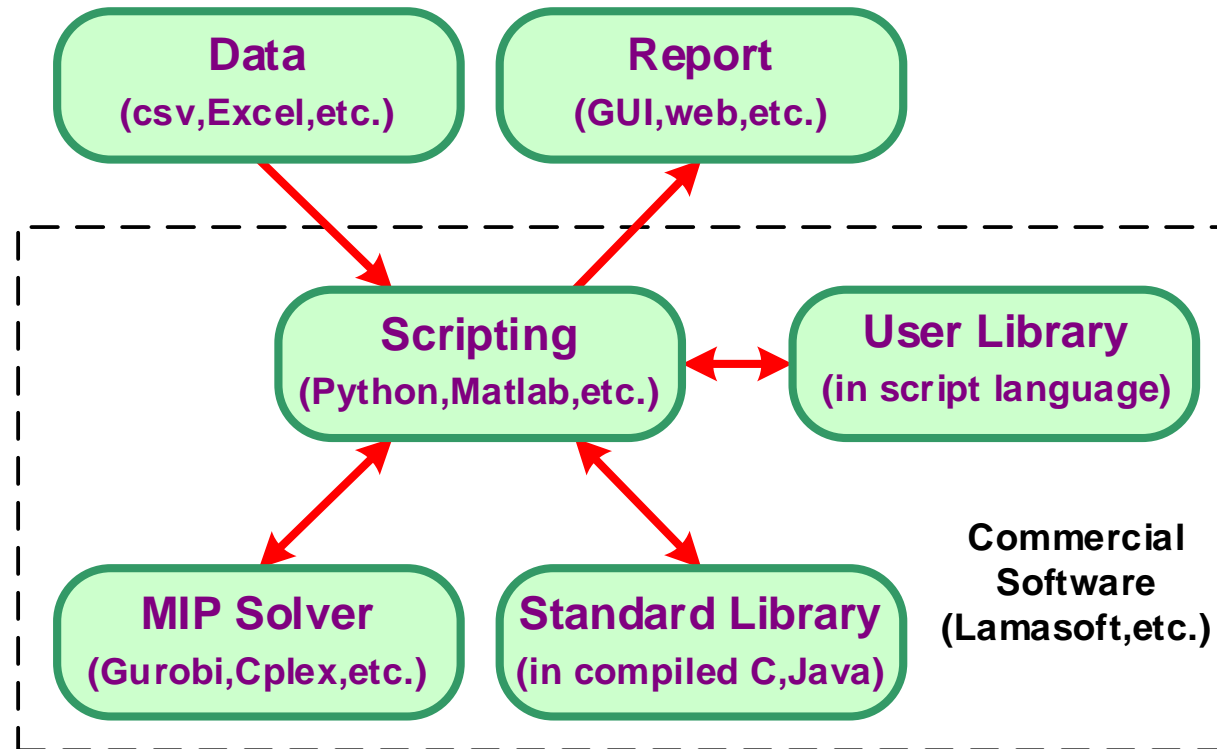 Data
(csv,Excel,etc.)
Report
(GUI,web,etc.)
Scripting
(Python,Matlab,etc.)
User Library
(in script language)
MIP Solver
(Gurobi,Cplex,etc.)
Standard Library
(in compiled C,Java)
Commercial
Software
(Lamasoft,etc.)